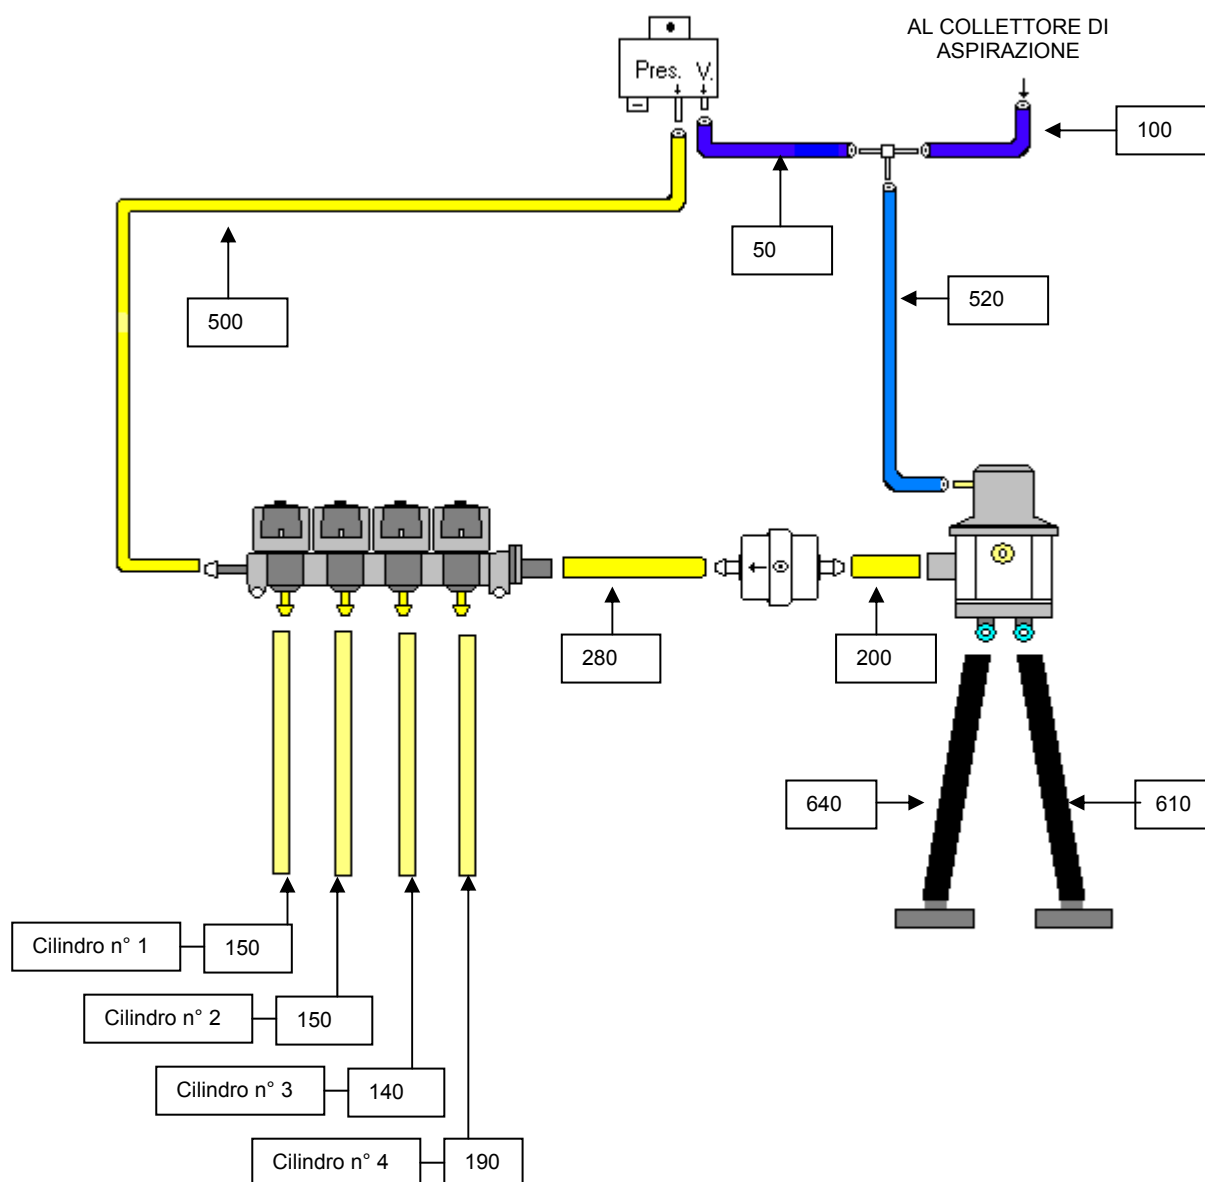 AL COLLETTORE DI
ASPIRAZIONE
Pres. V.
100
50
520
500
280
200
640
610
Cilindro n° 1
150
Cilindro n° 2
150
Cilindro n° 3
140
Cilindro n° 4
190